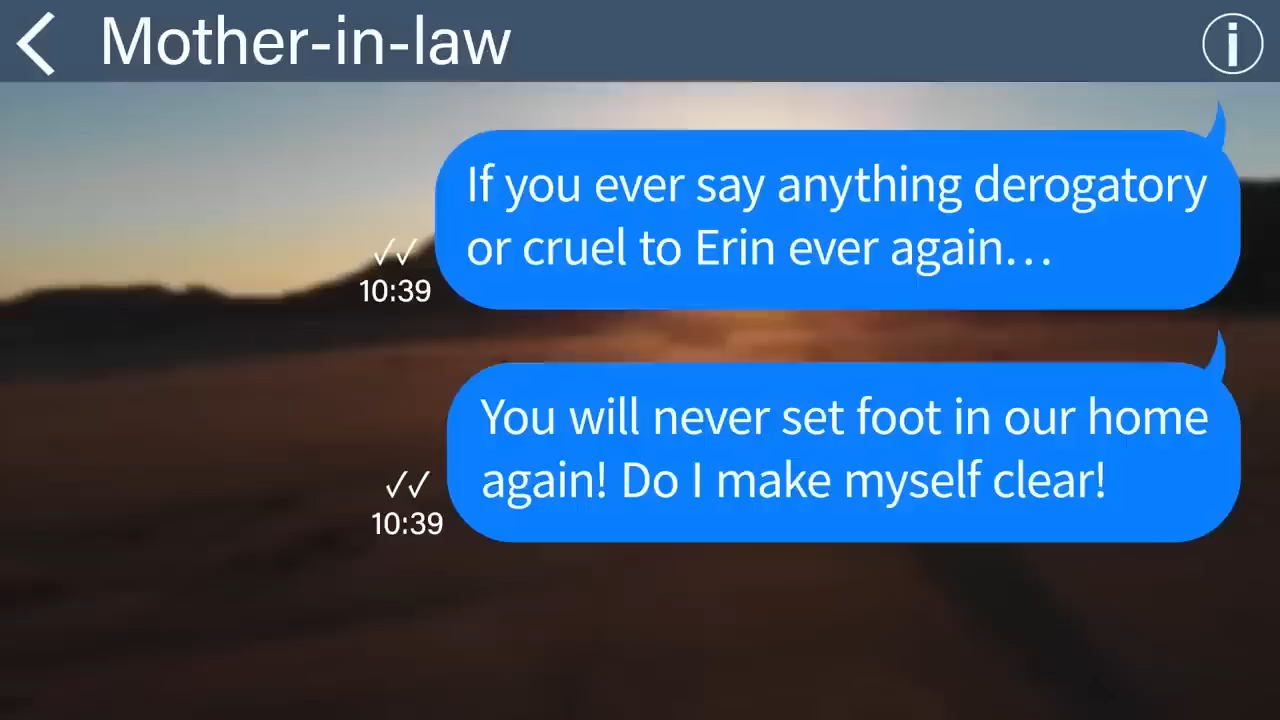 Mother-in-law
If you ever say anything derogatory
or cruel to Erin ever again…
10:39
You will never set foot in our home
again! Do I make myself clear!
10:39